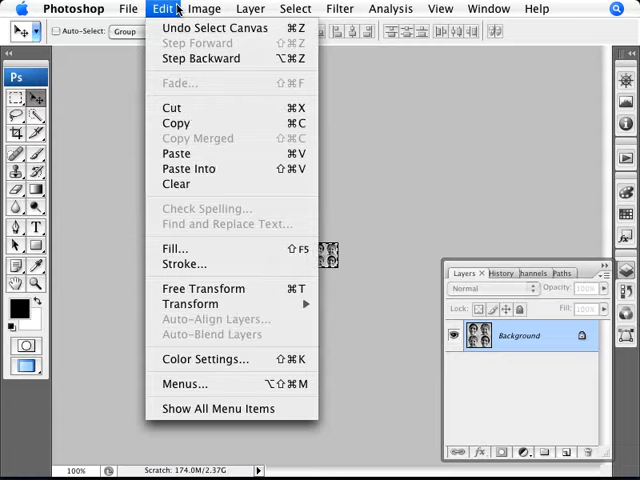 Photoshop File Edit Image Layer Select Filter Analysis View Window Help
Auto-Select: Group
Undo Select Canvas ⌘Z
Step Forward ⇧⌘Z
Step Backward ⌥⌘Z
Fade... ⇧⌘F
Cut ⌘X
Copy ⌘C
Copy Merged ⇧⌘C
Paste ⌘V
Paste Into ⇧⌘V
Clear
Check Spelling...
Find and Replace Text...
Fill... ⇧F5
Stroke...
Free Transform ⌘T
Transform
Auto-Align Layers...
Auto-Blend Layers
Color Settings... ⇧⌘K
Menus... ⌥⇧⌘M
Show All Menu Items
Ps
T
Layers x History Channels Paths
Normal Opacity: 100%
Lock: Fill: 100%
Background
fx
100% Scratch: 174.0M/2.37G